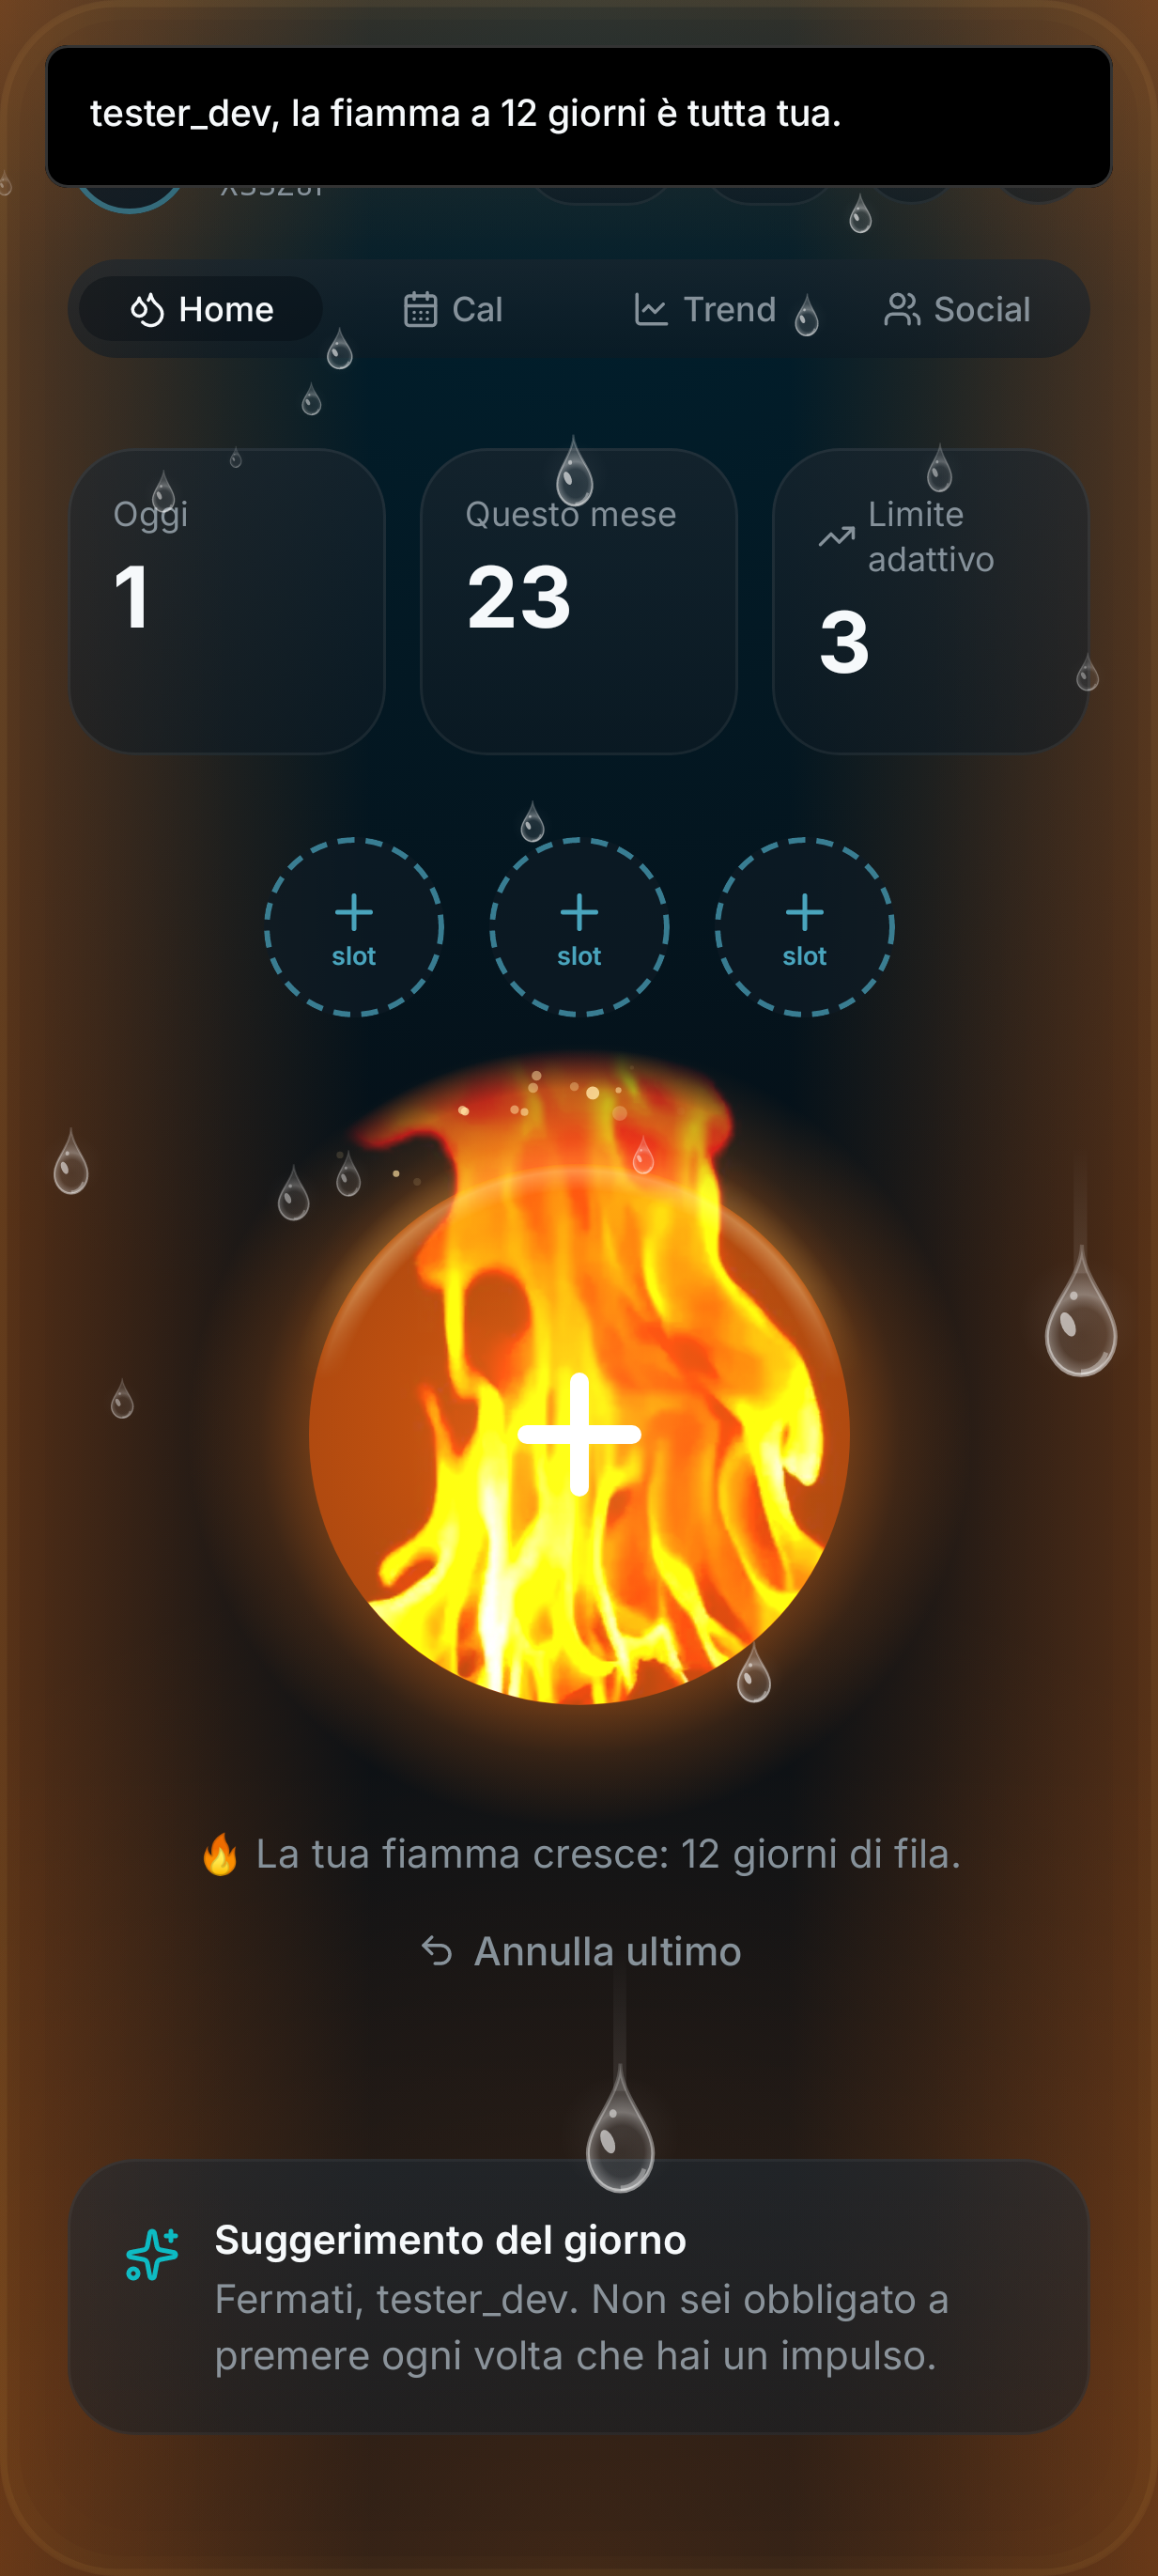 tester_dev, la fiamma a 12 giorni è tutta tua.
Home
Cal
Trend
Social
Oggi
1
Questo mese
23
Limite
adattivo
3
slot
slot
slot
🔥 La tua fiamma cresce: 12 giorni di fila.
Annulla ultimo
Suggerimento del giorno
Fermati, tester_dev. Non sei obbligato a
premere ogni volta che hai un impulso.